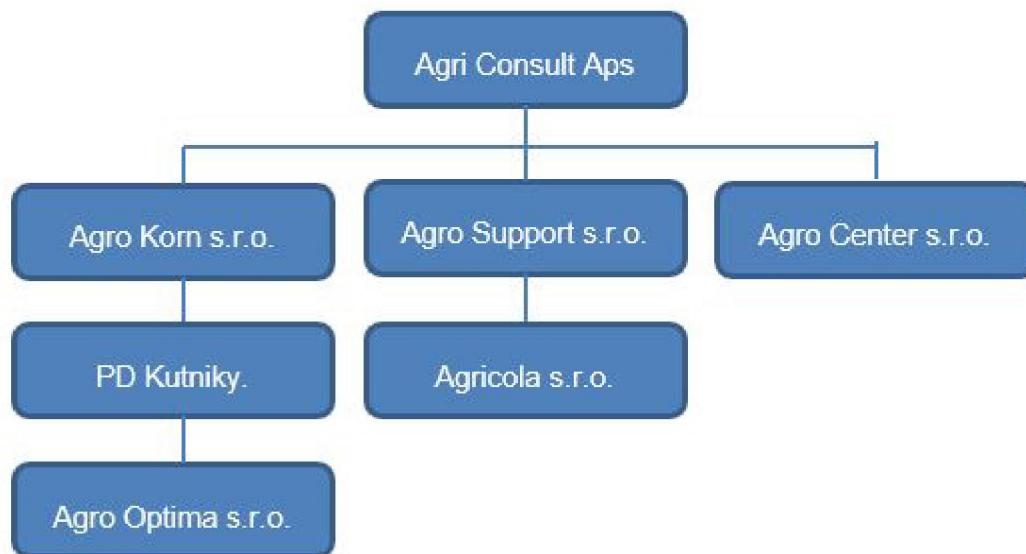 Agri Consult Aps
Agro Korn s.r.o.
Agro Support s.r.o.
Agro Center s.r.o.
PD Kutniky.
Agricola s.r.o.
Agro Optima s.r.o.